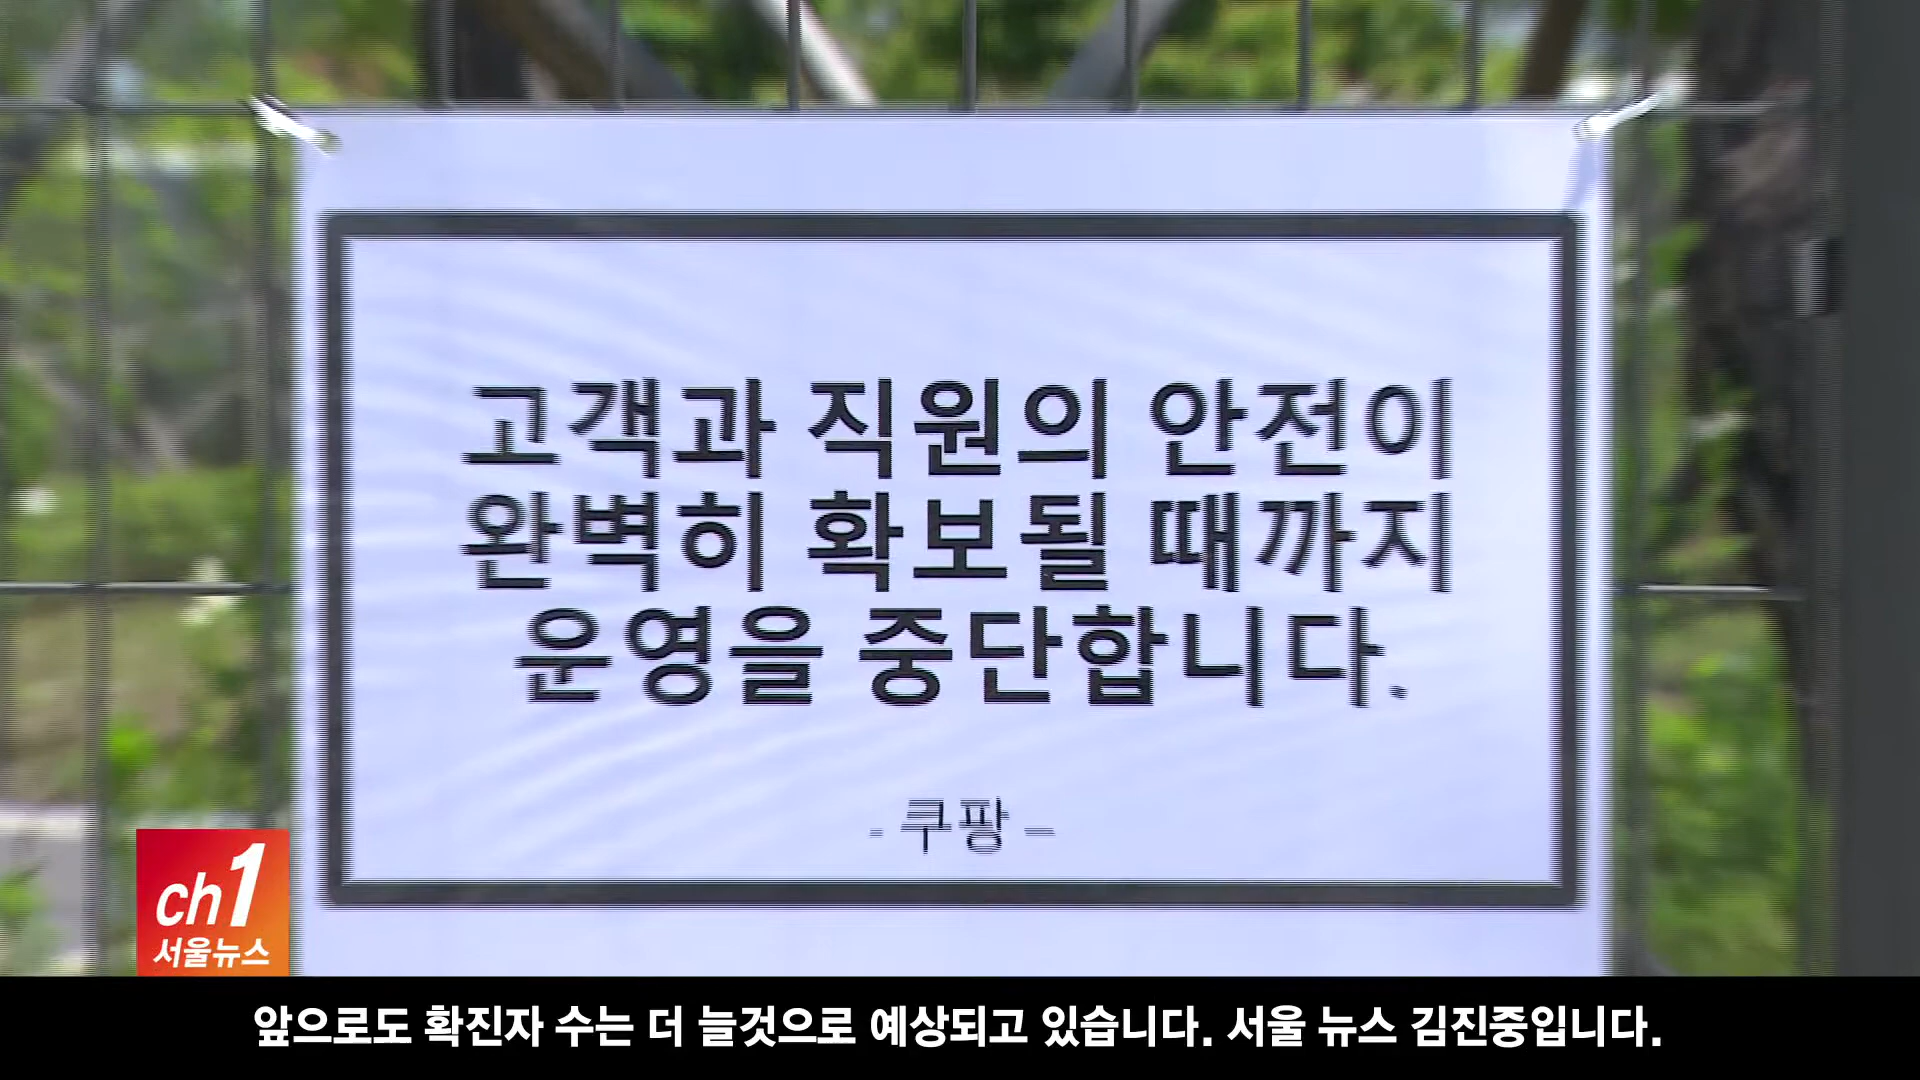 고객과 직원의 안전이
완벽히 확보될 때까지
운영을 중단합니다.
- 쿠팡 -
ch1
서울뉴스
앞으로도 확진자 수는 더 늘것으로 예상되고 있습니다. 서울 뉴스 김진중입니다.